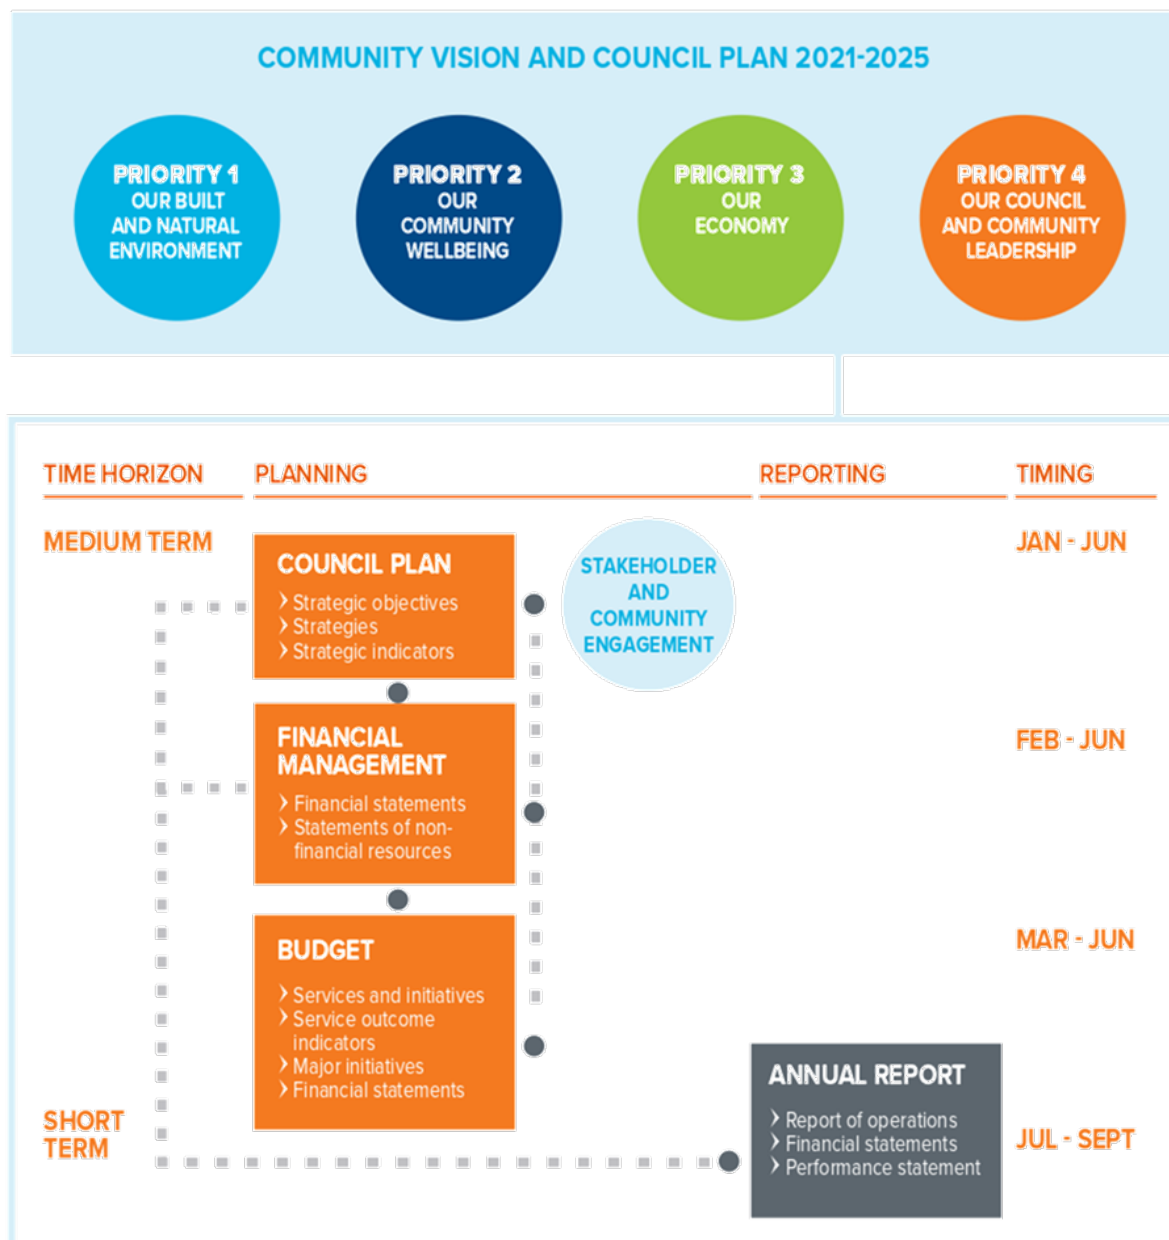 COMMUNITY VISION AND COUNCIL PLAN 2021-2025
PRIORITY 1
OUR BUILT
AND NATURAL
ENVIRONMENT
PRIORITY 2
OUR
COMMUNITY
WELLBEING
PRIORITY 3
OUR
ECONOMY
PRIORITY 4
OUR COUNCIL
AND COMMUNITY
LEADERSHIP
TIME HORIZON
PLANNING
REPORTING
TIMING
MEDIUM TERM
COUNCIL PLAN
Strategic objectives
Strategies
Strategic indicators
STAKEHOLDER
AND
COMMUNITY
ENGAGEMENT
JAN - JUN
FINANCIAL
MANAGEMENT
Financial statements
Statements of non-
financial resources
FEB - JUN
BUDGET
Services and initiatives
Service outcome
indicators
Major initiatives
Financial statements
MAR - JUN
SHORT
TERM
ANNUAL REPORT
Report of operations
Financial statements
Performance statement
JUL - SEPT